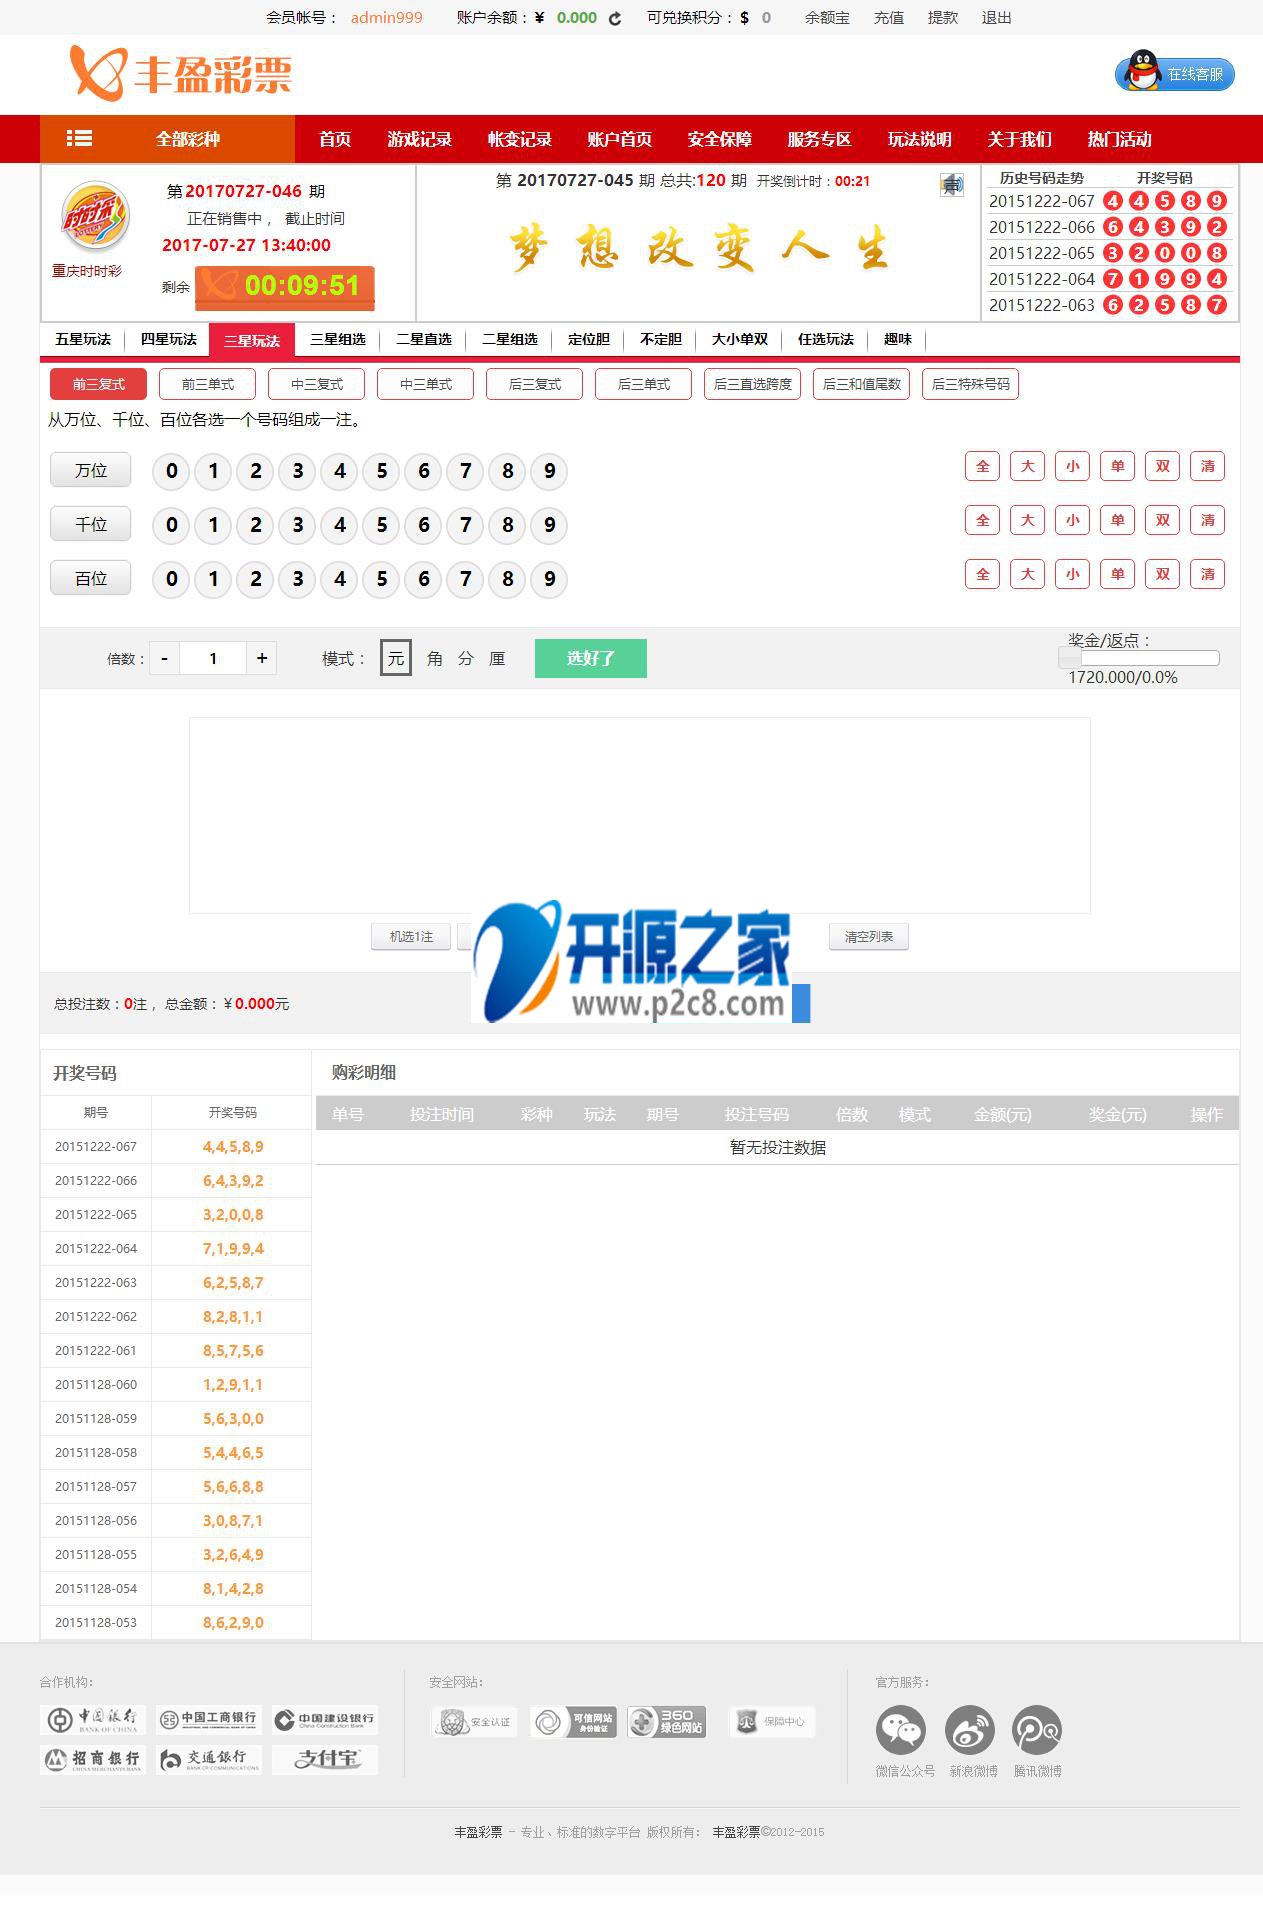 会员帐号： admin999 账户余额：¥ 0.000 可兑换积分：$ 0 余额宝 充值 提款 退出
丰盈彩票
在线客服
全部彩种 首页 游戏记录 帐变记录 账户首页 安全保障 服务专区 玩法说明 关于我们 热门活动
第 20170727-046 期
正在销售中， 截止时间
2017-07-27 13:40:00
重庆时时彩
剩余 00:09:51
第 20170727-045 期 总共:120 期 开奖倒计时：00:21
声
梦想改变人生
历史号码走势 开奖号码
20151222-067 4 4 5 8 9
20151222-066 6 4 3 9 2
20151222-065 3 2 0 0 8
20151222-064 7 1 9 9 4
20151222-063 6 2 5 8 7
五星玩法 四星玩法 三星玩法 三星组选 二星直选 二星组选 定位胆 不定胆 大小单双 任选玩法 趣味
前三复式 前三单式 中三复式 中三单式 后三复式 后三单式 后三直选跨度 后三和值尾数 后三特殊号码
从万位、千位、百位各选一个号码组成一注。
万位 0 1 2 3 4 5 6 7 8 9 全 大 小 单 双 清
千位 0 1 2 3 4 5 6 7 8 9 全 大 小 单 双 清
百位 0 1 2 3 4 5 6 7 8 9 全 大 小 单 双 清
倍数： - 1 + 模式： 元 角 分 厘 选好了
奖金/返点：
1720.000/0.0%
机选1注 清空列表
开源之家
www.p2c8.com
总投注数：0注， 总金额：¥0.000元
开奖号码
期号 开奖号码
20151222-067 4,4,5,8,9
20151222-066 6,4,3,9,2
20151222-065 3,2,0,0,8
20151222-064 7,1,9,9,4
20151222-063 6,2,5,8,7
20151222-062 8,2,8,1,1
20151222-061 8,5,7,5,6
20151128-060 1,2,9,1,1
20151128-059 5,6,3,0,0
20151128-058 5,4,4,6,5
20151128-057 5,6,6,8,8
20151128-056 3,0,8,7,1
20151128-055 3,2,6,4,9
20151128-054 8,1,4,2,8
20151128-053 8,6,2,9,0
购彩明细
单号 投注时间 彩种 玩法 期号 投注号码 倍数 模式 金额(元) 奖金(元) 操作
暂无投注数据
合作机构：
中国银行 BANK OF CHINA
中国工商银行
中国建设银行 China Construction Bank
招商银行 CHINA MERCHANTS BANK
交通银行 BANK OF COMMUNICATIONS
支付宝
安全网站：
安全认证
可信网站
身份验证
360
绿色网站
保障中心
官方服务：
微信公众号 新浪微博 腾讯微博
丰盈彩票 - 专业、标准的数字平台 版权所有： 丰盈彩票©2012-2015